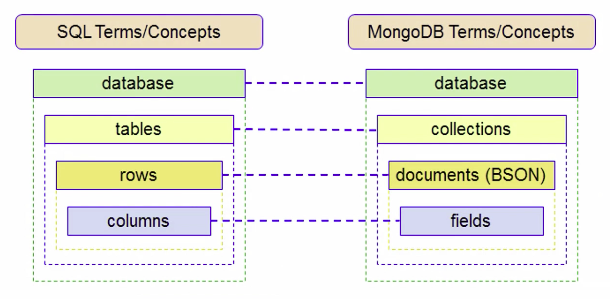 SQL Terms/Concepts
MongoDB Terms/Concepts
database
database
tables
collections
rows
documents (BSON)
columns
fields